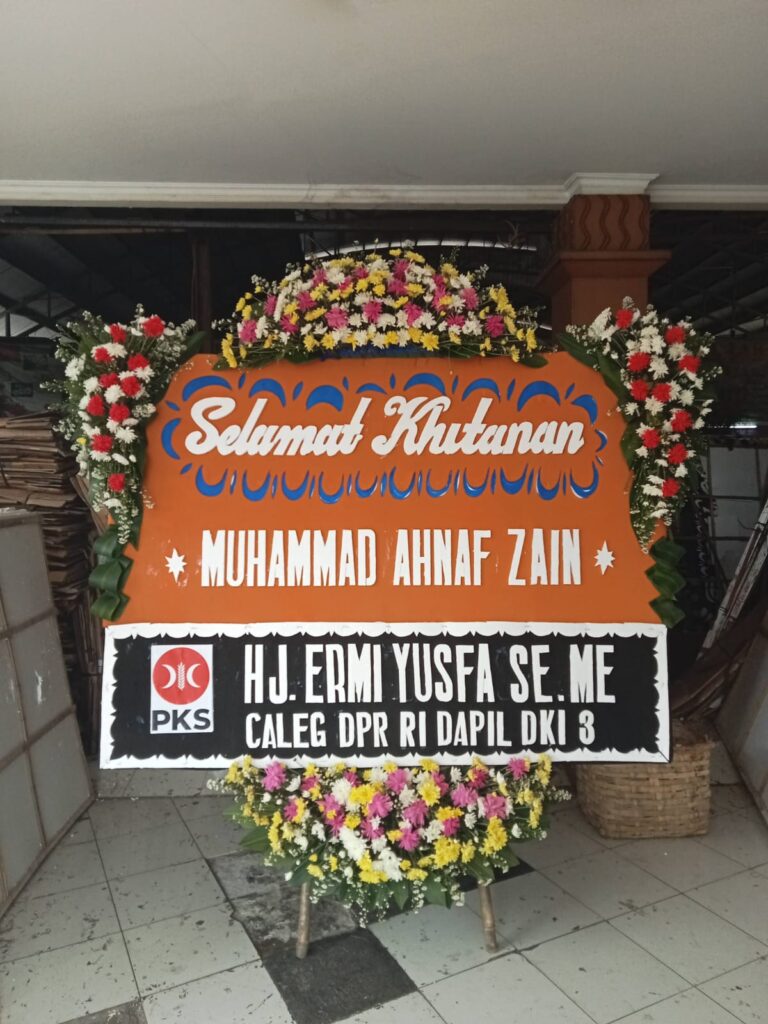 Selamat Khitanan
MUHAMMAD AHNAF ZAIN
PKS
HJ. ERMI YUSFA SE. ME
CALEG DPR RI DAPIL DKI 3